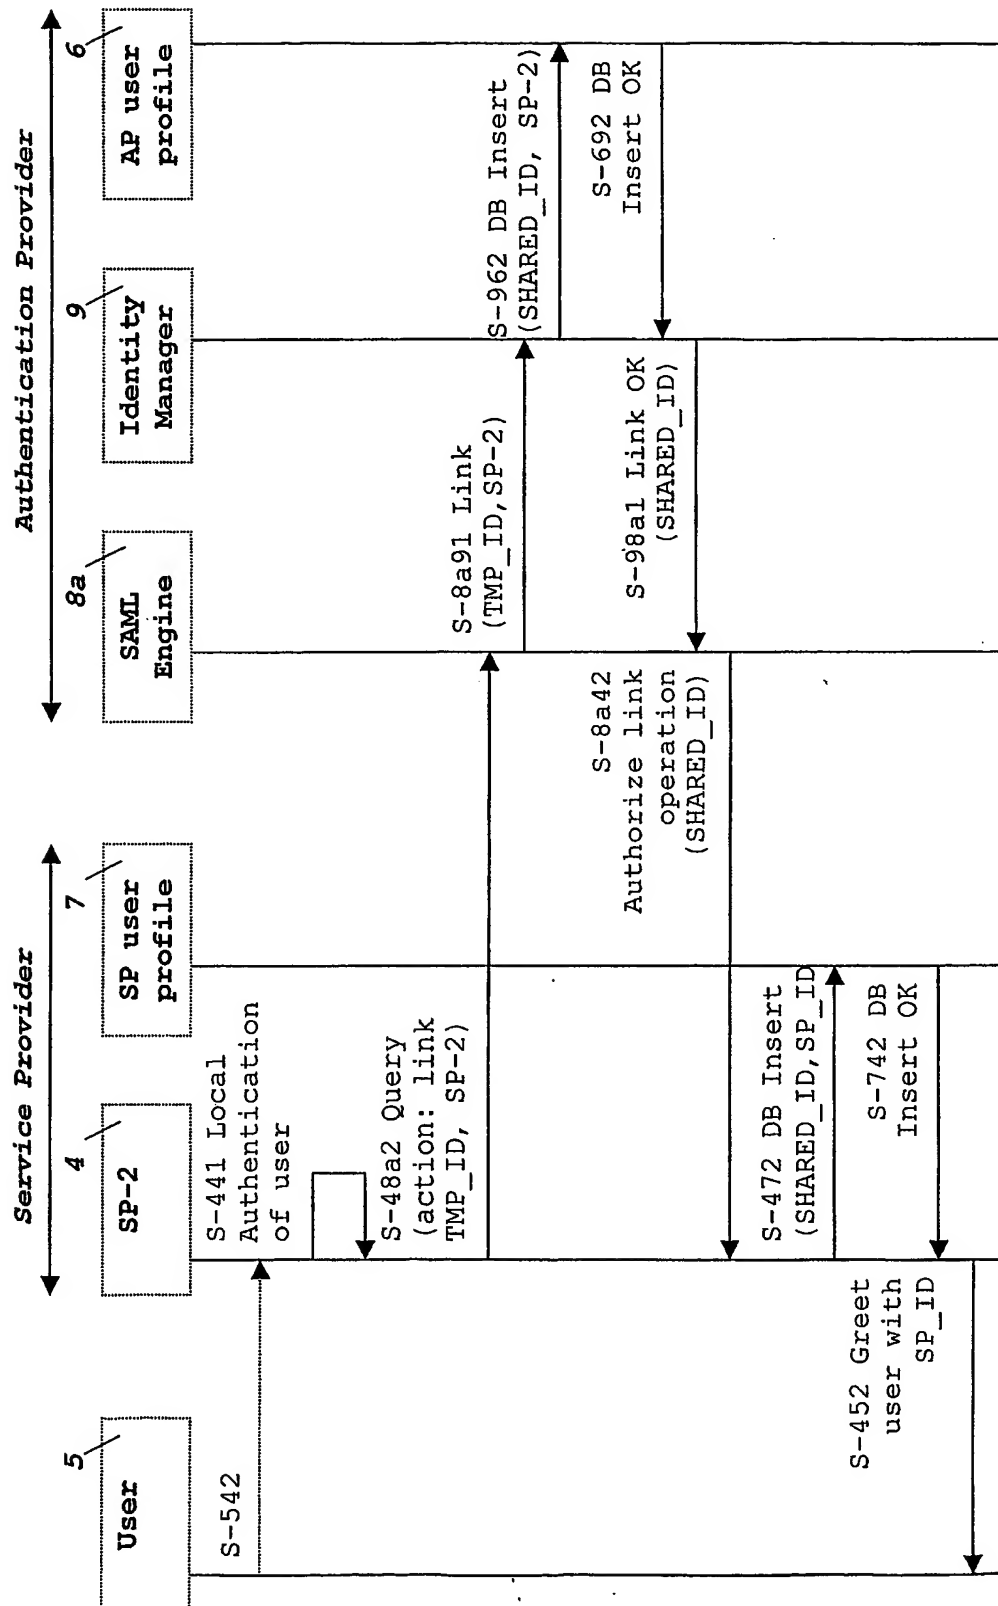 Service Provider
Authentication Provider
5
4
7
8a
9
6
User
SP-2
SP user
profile
SAML
Engine
Identity
Manager
AP user
profile
S-542
S-441 Local
Authentication
of user
S-48a2 Query
(action: link
TMP_ID, SP-2)
S-8a91 Link
(TMP_ID,SP-2)
S-962 DB Insert
(SHARED_ID, SP-2)
S-692 DB
Insert OK
S-98a1 Link OK
(SHARED_ID)
S-8a42
Authorize link
operation
(SHARED_ID)
S-472 DB Insert
(SHARED_ID,SP_ID
S-742 DB
Insert OK
S-452 Greet
user with
SP_ID